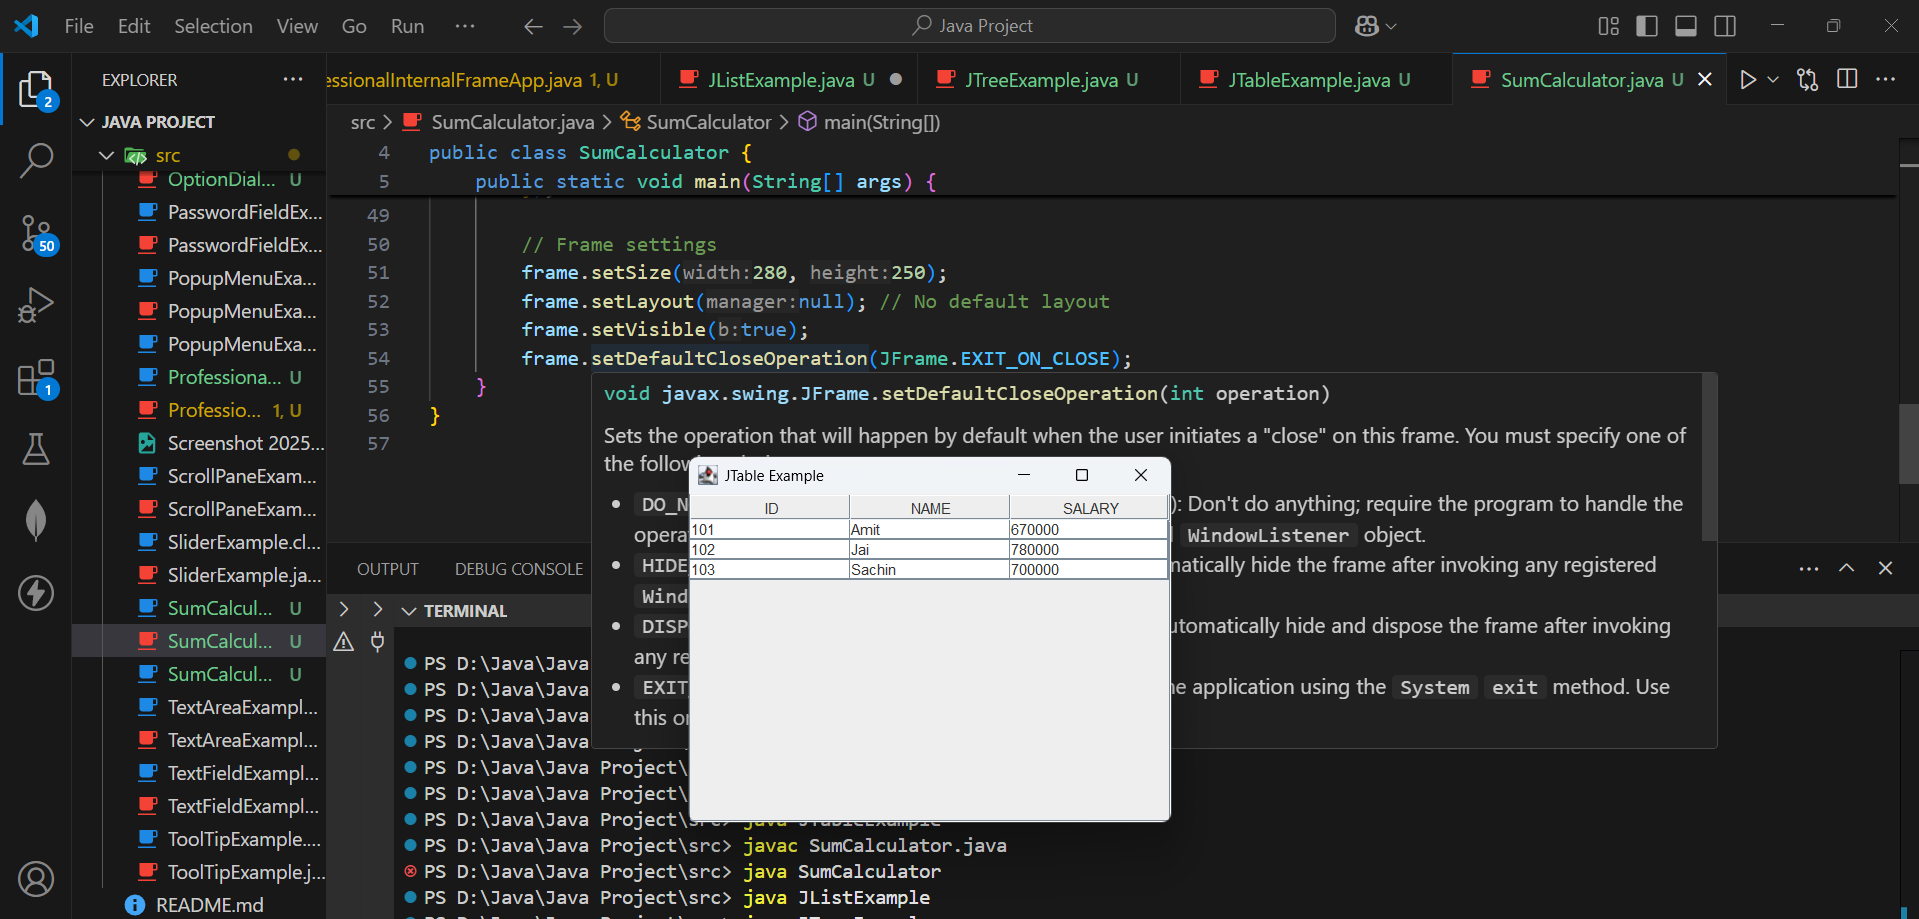 File Edit Selection View Go Run ··· Java Project
EXPLORER ···
2
JAVA PROJECT
src
OptionDial... U
PasswordFieldEx...
PasswordFieldEx...
50
PopupMenuExa...
PopupMenuExa...
PopupMenuExa...
Professiona... U
1
Professio... 1, U
Screenshot 2025...
ScrollPaneExam...
ScrollPaneExam...
SliderExample.cl...
SliderExample.ja...
SumCalcul... U
SumCalcul... U
SumCalcul... U
TextAreaExampl...
TextAreaExampl...
TextFieldExampl...
TextFieldExampl...
ToolTipExample....
ToolTipExample.j...
README.md
essionalInternalFrameApp.java 1, U JListExample.java U JTreeExample.java U JTableExample.java U SumCalculator.java U
src > SumCalculator.java > SumCalculator > main(String[])
4 public class SumCalculator {
5 public static void main(String[] args) {
49
50 // Frame settings
51 frame.setSize(width:280, height:250);
52 frame.setLayout(manager:null); // No default layout
53 frame.setVisible(b:true);
54 frame.setDefaultCloseOperation(JFrame.EXIT_ON_CLOSE);
55 }
56 }
57
void javax.swing.JFrame.setDefaultCloseOperation(int operation)
Sets the operation that will happen by default when the user initiates a "close" on this frame. You must specify one of
the follow
DO_N ): Don't do anything; require the program to handle the
opera WindowListener object.
HIDE matically hide the frame after invoking any registered
Wind
DISP utomatically hide and dispose the frame after invoking
any re
EXIT_ he application using the System exit method. Use
this o
JTable Example
ID NAME SALARY
101 Amit 670000
102 Jai 780000
103 Sachin 700000
OUTPUT DEBUG CONSOLE
TERMINAL
PS D:\Java\Java
PS D:\Java\Java
PS D:\Java\Java
PS D:\Java\Java
PS D:\Java\Java Project\
PS D:\Java\Java Project\
PS D:\Java\Java Project\src> java JTableExample
PS D:\Java\Java Project\src> javac SumCalculator.java
PS D:\Java\Java Project\src> java SumCalculator
PS D:\Java\Java Project\src> java JListExample